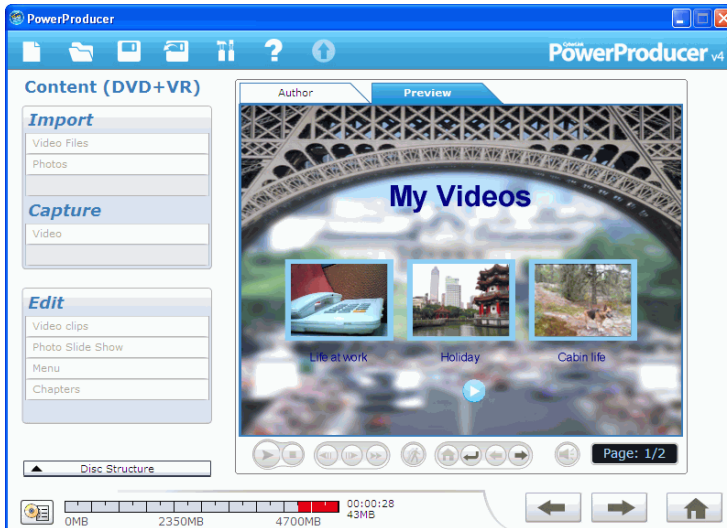 PowerProducer
CyberLink
PowerProducer v4
Content (DVD+VR)
Import
Video Files
Photos
Capture
Video
Edit
Video clips
Photo Slide Show
Menu
Chapters
Disc Structure
Author
Preview
My Videos
Life at work
Holiday
Cabin life
Page: 1/2
00:00:28
43MB
0MB
2350MB
4700MB